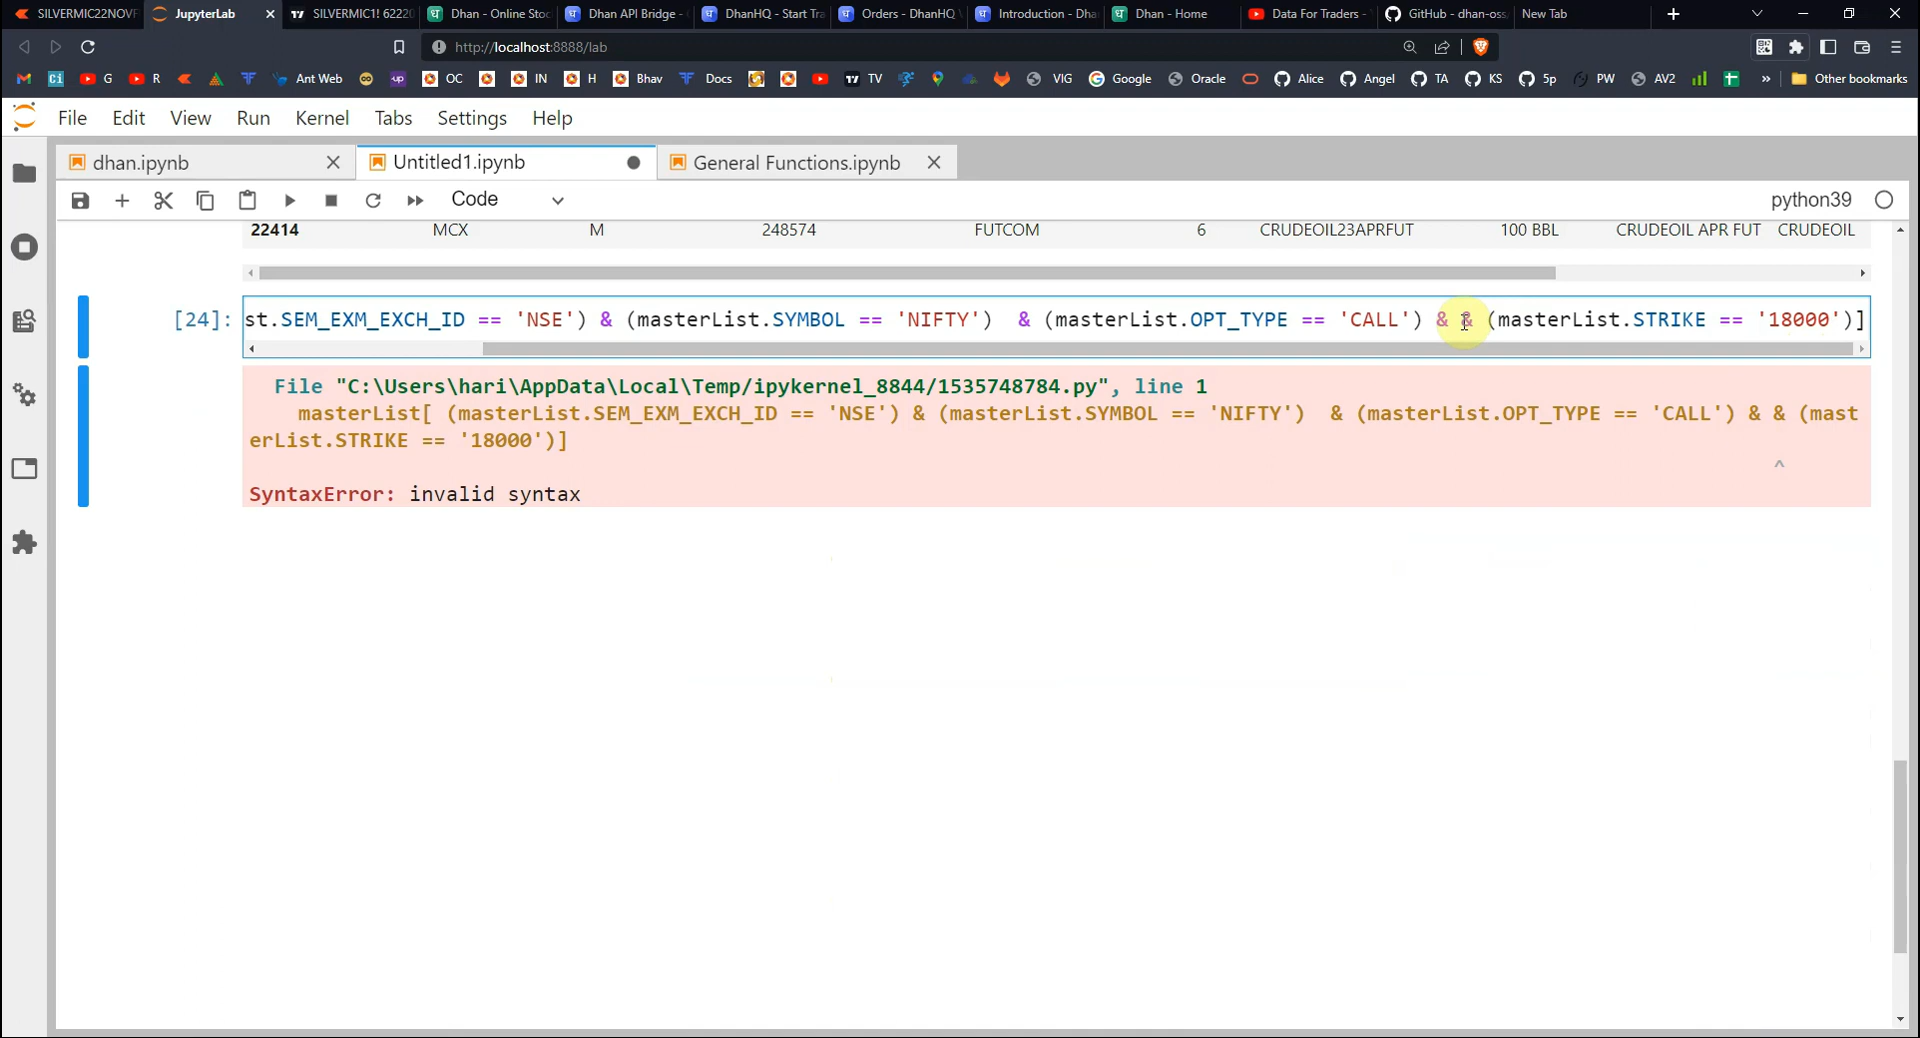 SILVERMIC22NOVF
JupyterLab
SILVERMIC1! 6222
Dhan - Online Stoc
Dhan API Bridge -
DhanHQ - Start Tra
Orders - DhanHQ
Introduction - Dha
Dhan - Home
Data For Traders -
GitHub - dhan-oss
New Tab
http://localhost:8888/lab
Ci G R Ant Web up OC IN H Bhav Docs TV VIG Google Oracle Alice Angel TA KS 5p PW AV2 » Other bookmarks
File Edit View Run Kernel Tabs Settings Help
dhan.ipynb Untitled1.ipynb General Functions.ipynb
Code python39
22414 MCX M 248574 FUTCOM 6 CRUDEOIL23APRFUT 100 BBL CRUDEOIL APR FUT CRUDEOIL
[24]: st.SEM_EXM_EXCH_ID == 'NSE') & (masterList.SYMBOL == 'NIFTY')  & (masterList.OPT_TYPE == 'CALL') & & (masterList.STRIKE == '18000')]
File "C:\Users\hari\AppData\Local\Temp/ipykernel_8844/1535748784.py", line 1
masterList[ (masterList.SEM_EXM_EXCH_ID == 'NSE') & (masterList.SYMBOL == 'NIFTY')  & (masterList.OPT_TYPE == 'CALL') & & (mast
erList.STRIKE == '18000')]
^
SyntaxError: invalid syntax